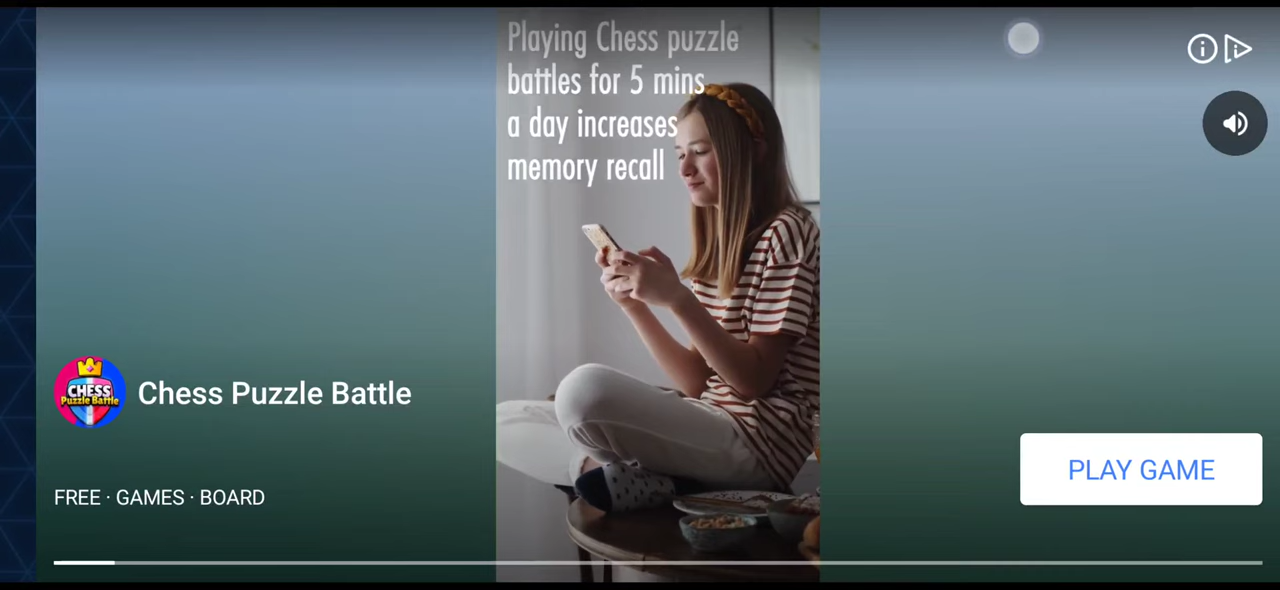 Playing Chess puzzle
battles for 5 mins
a day increases
memory recall
CHESS
Puzzle Battle
Chess Puzzle Battle
FREE · GAMES · BOARD
PLAY GAME